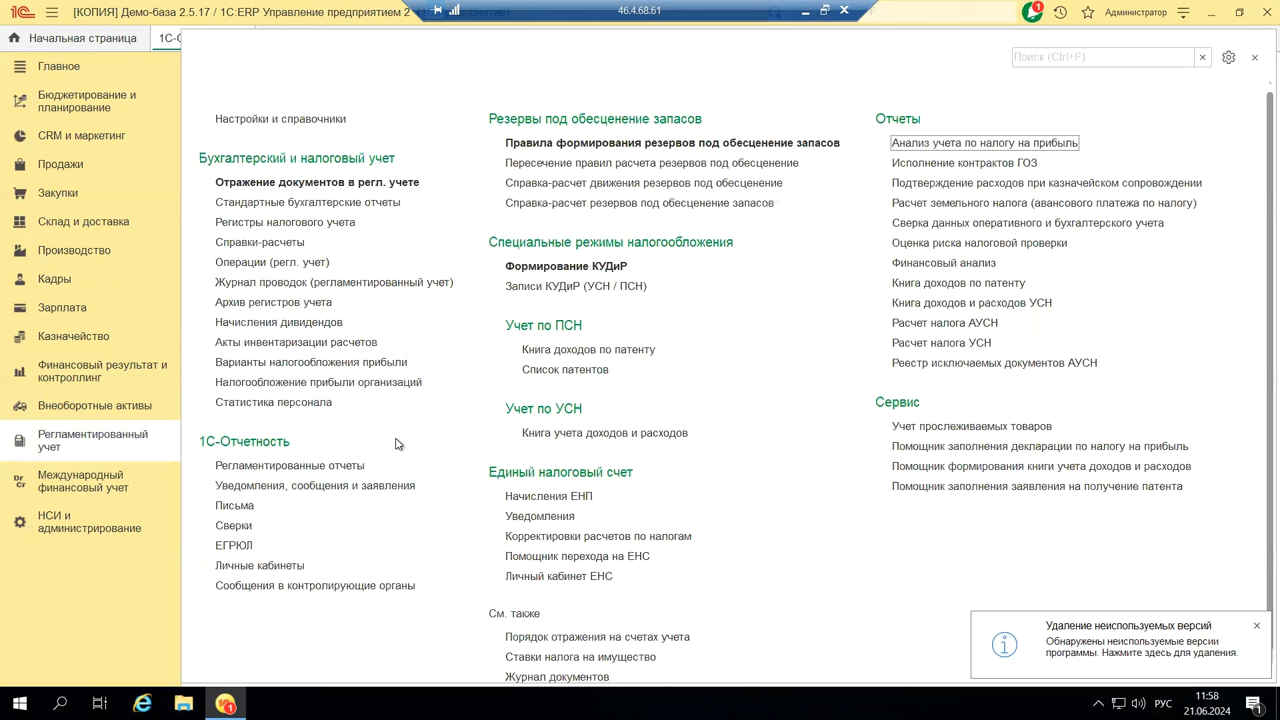 [КОПИЯ] Демо-база 2.5.17 / 1С:ERP Управление предприятием 2
46.4.68.61
1
Администратор
Начальная страница
1С-
Поиск (Ctrl+F)
Главное
Бюджетирование и
планирование
CRM и маркетинг
Продажи
Закупки
Склад и доставка
Производство
Кадры
Зарплата
Казначейство
Финансовый результат и
контроллинг
Внеоборотные активы
Регламентированный
учет
Международный
финансовый учет
НСИ и
администрирование
Настройки и справочники
Бухгалтерский и налоговый учет
Отражение документов в регл. учете
Стандартные бухгалтерские отчеты
Регистры налогового учета
Справки-расчеты
Операции (регл. учет)
Журнал проводок (регламентированный учет)
Архив регистров учета
Начисления дивидендов
Акты инвентаризации расчетов
Варианты налогообложения прибыли
Налогообложение прибыли организаций
Статистика персонала
1С-Отчетность
Регламентированные отчеты
Уведомления, сообщения и заявления
Письма
Сверки
ЕГРЮЛ
Личные кабинеты
Сообщения в контролирующие органы
Резервы под обесценение запасов
Правила формирования резервов под обесценение запасов
Пересечение правил расчета резервов под обесценение
Справка-расчет движения резервов под обесценение
Справка-расчет резервов под обесценение запасов
Специальные режимы налогообложения
Формирование КУДиР
Записи КУДиР (УСН / ПСН)
Учет по ПСН
Книга доходов по патенту
Список патентов
Учет по УСН
Книга учета доходов и расходов
Единый налоговый счет
Начисления ЕНП
Уведомления
Корректировки расчетов по налогам
Помощник перехода на ЕНС
Личный кабинет ЕНС
См. также
Порядок отражения на счетах учета
Ставки налога на имущество
Журнал документов
Отчеты
Анализ учета по налогу на прибыль
Исполнение контрактов ГОЗ
Подтверждение расходов при казначейском сопровождении
Расчет земельного налога (авансового платежа по налогу)
Сверка данных оперативного и бухгалтерского учета
Оценка риска налоговой проверки
Финансовый анализ
Книга доходов по патенту
Книга доходов и расходов УСН
Расчет налога АУСН
Расчет налога УСН
Реестр исключаемых документов АУСН
Сервис
Учет прослеживаемых товаров
Помощник заполнения декларации по налогу на прибыль
Помощник формирования книги учета доходов и расходов
Помощник заполнения заявления на получение патента
Удаление неиспользуемых версий
Обнаружены неиспользуемые версии
программы. Нажмите здесь для удаления.
1
РУС
11:58
21.06.2024
1